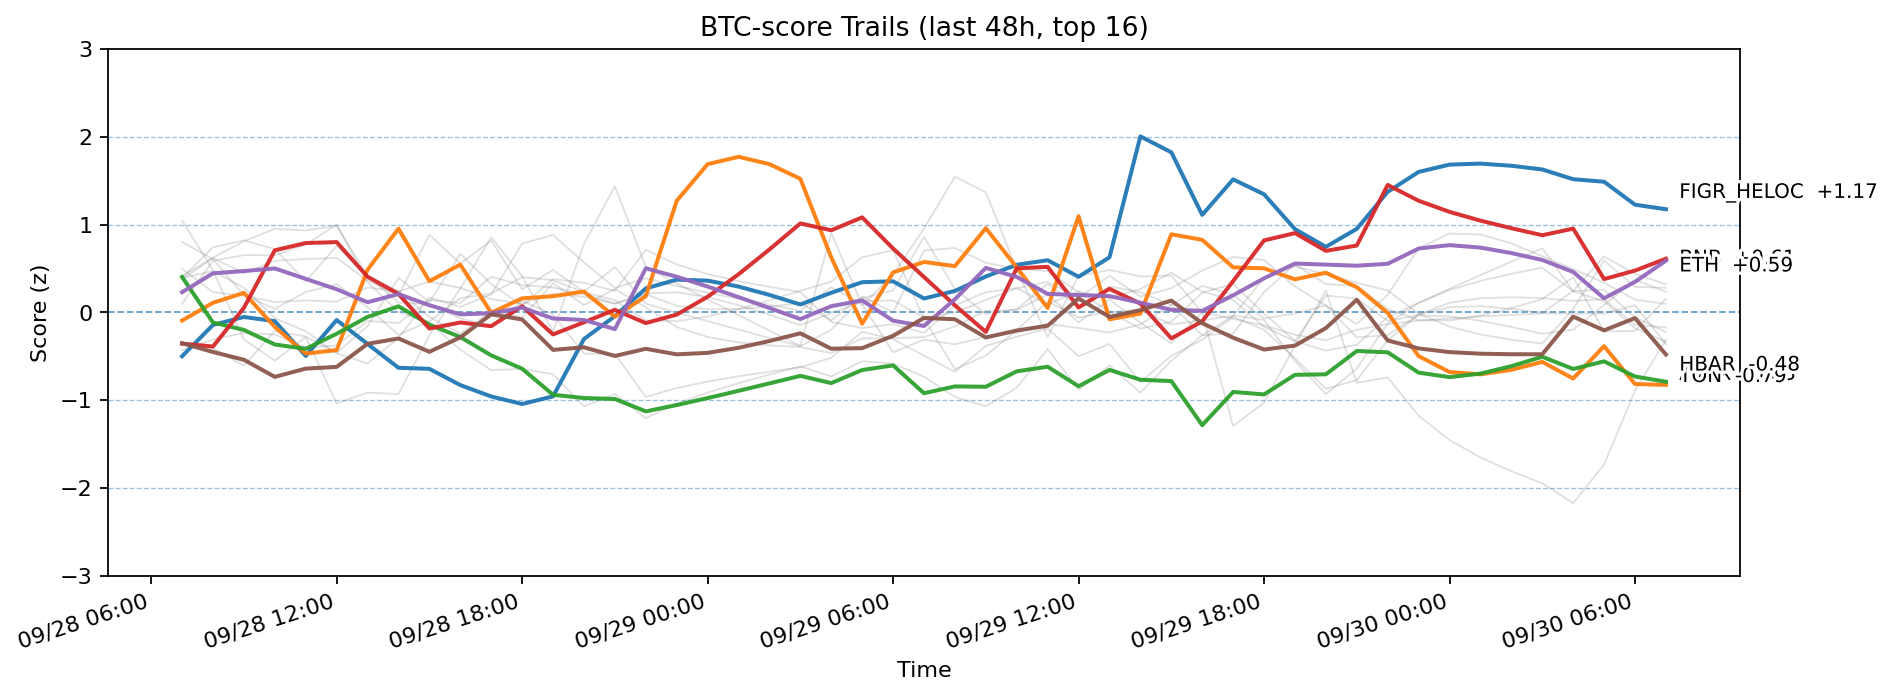 BTC-score Trails (last 48h, top 16)
Score (z)
3
2
1
0
−1
−2
−3
FIGR_HELOC +1.17
ETH +0.59
HBAR -0.48
09/28 06:00
09/28 12:00
09/28 18:00
09/29 00:00
09/29 06:00
09/29 12:00
09/29 18:00
09/30 00:00
09/30 06:00
Time